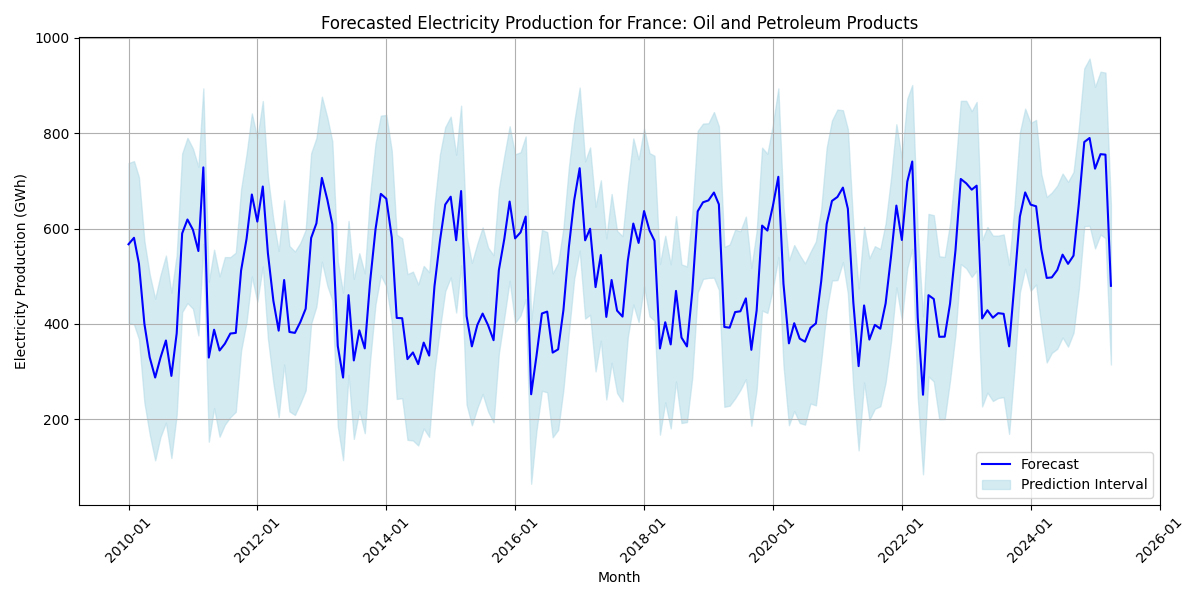 Forecasted Electricity Production for France: Oil and Petroleum Products
1000
800
600
400
200
Electricity Production (GWh)
2010-01
2012-01
2014-01
2016-01
2018-01
2020-01
2022-01
2024-01
2026-01
Month
Forecast
Prediction Interval